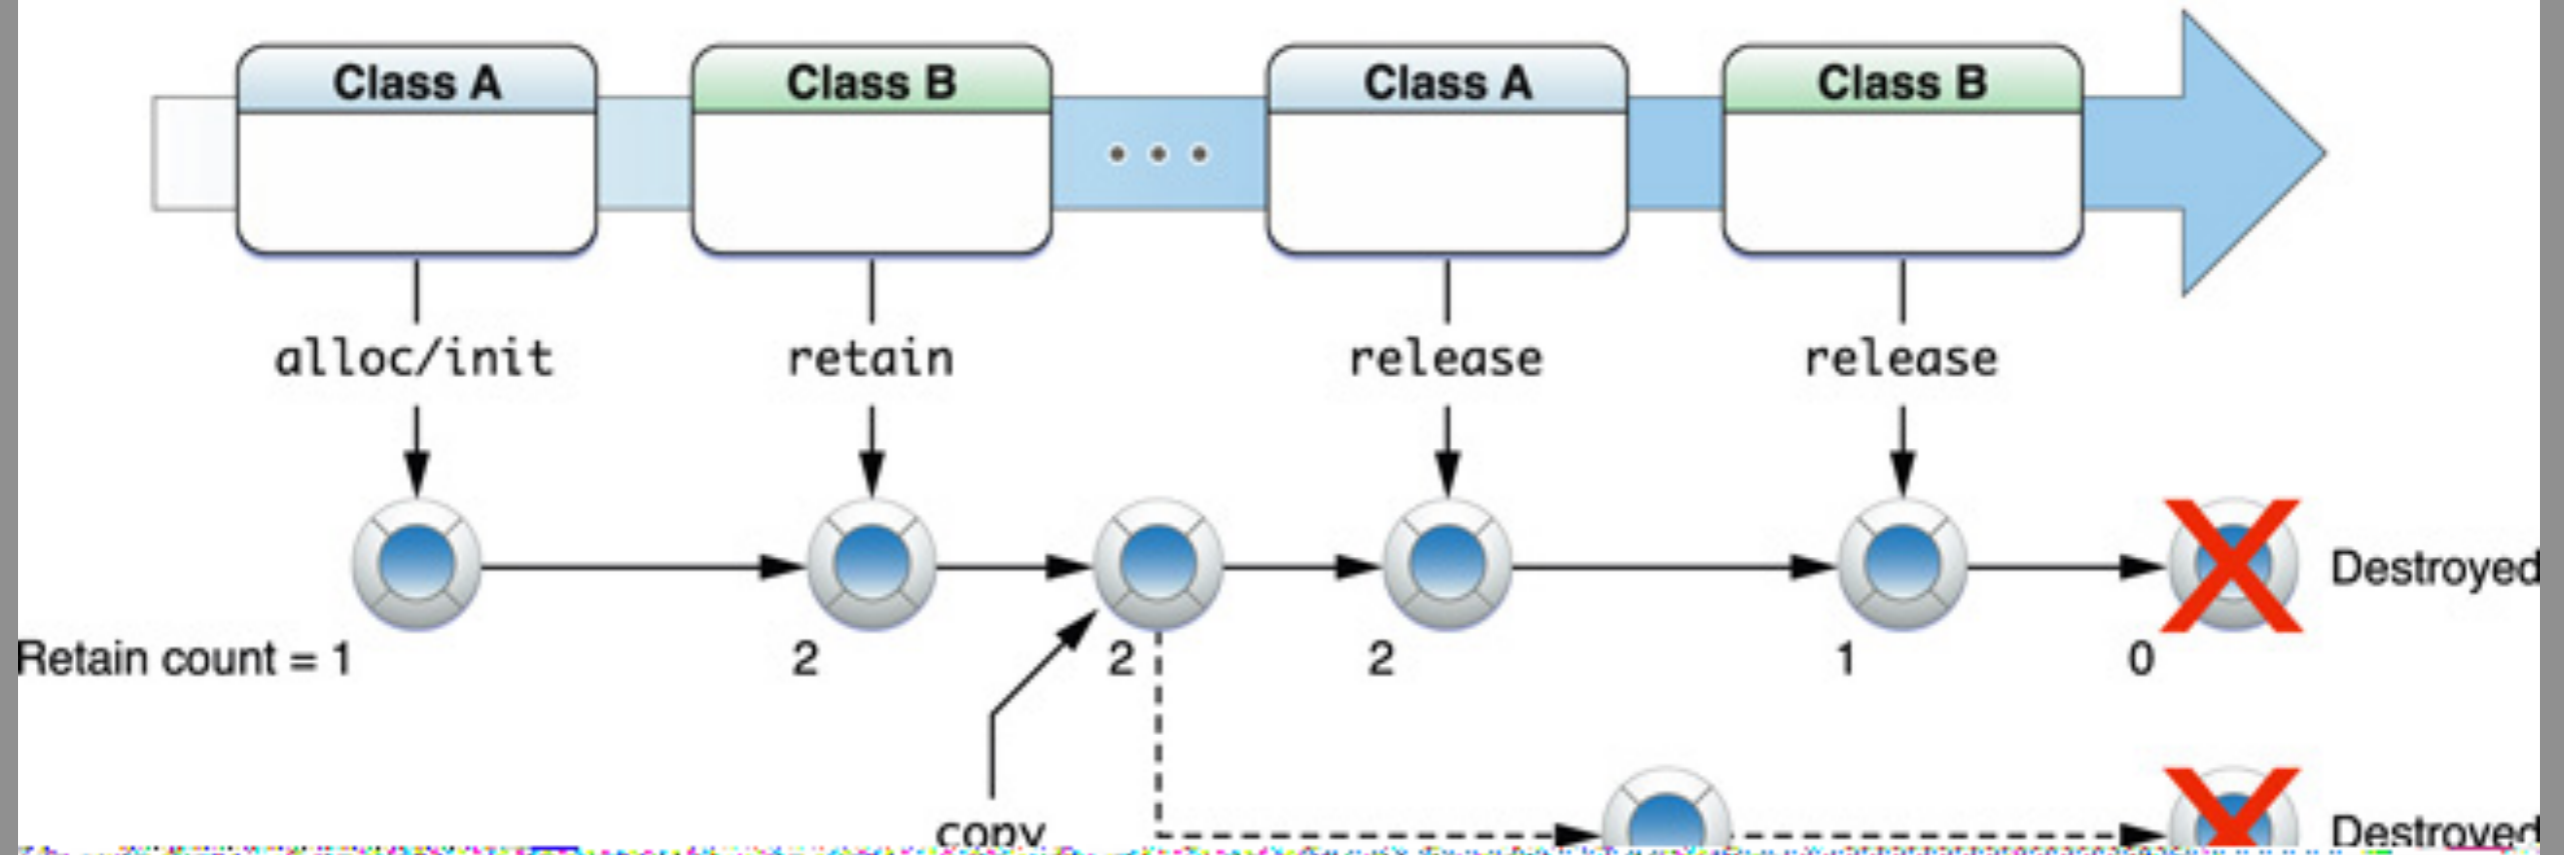 Class A Class B Class A Class B
alloc/init retain release release
Destroyed
Retain count = 1 2 2 2 1 0
copy Destroyed